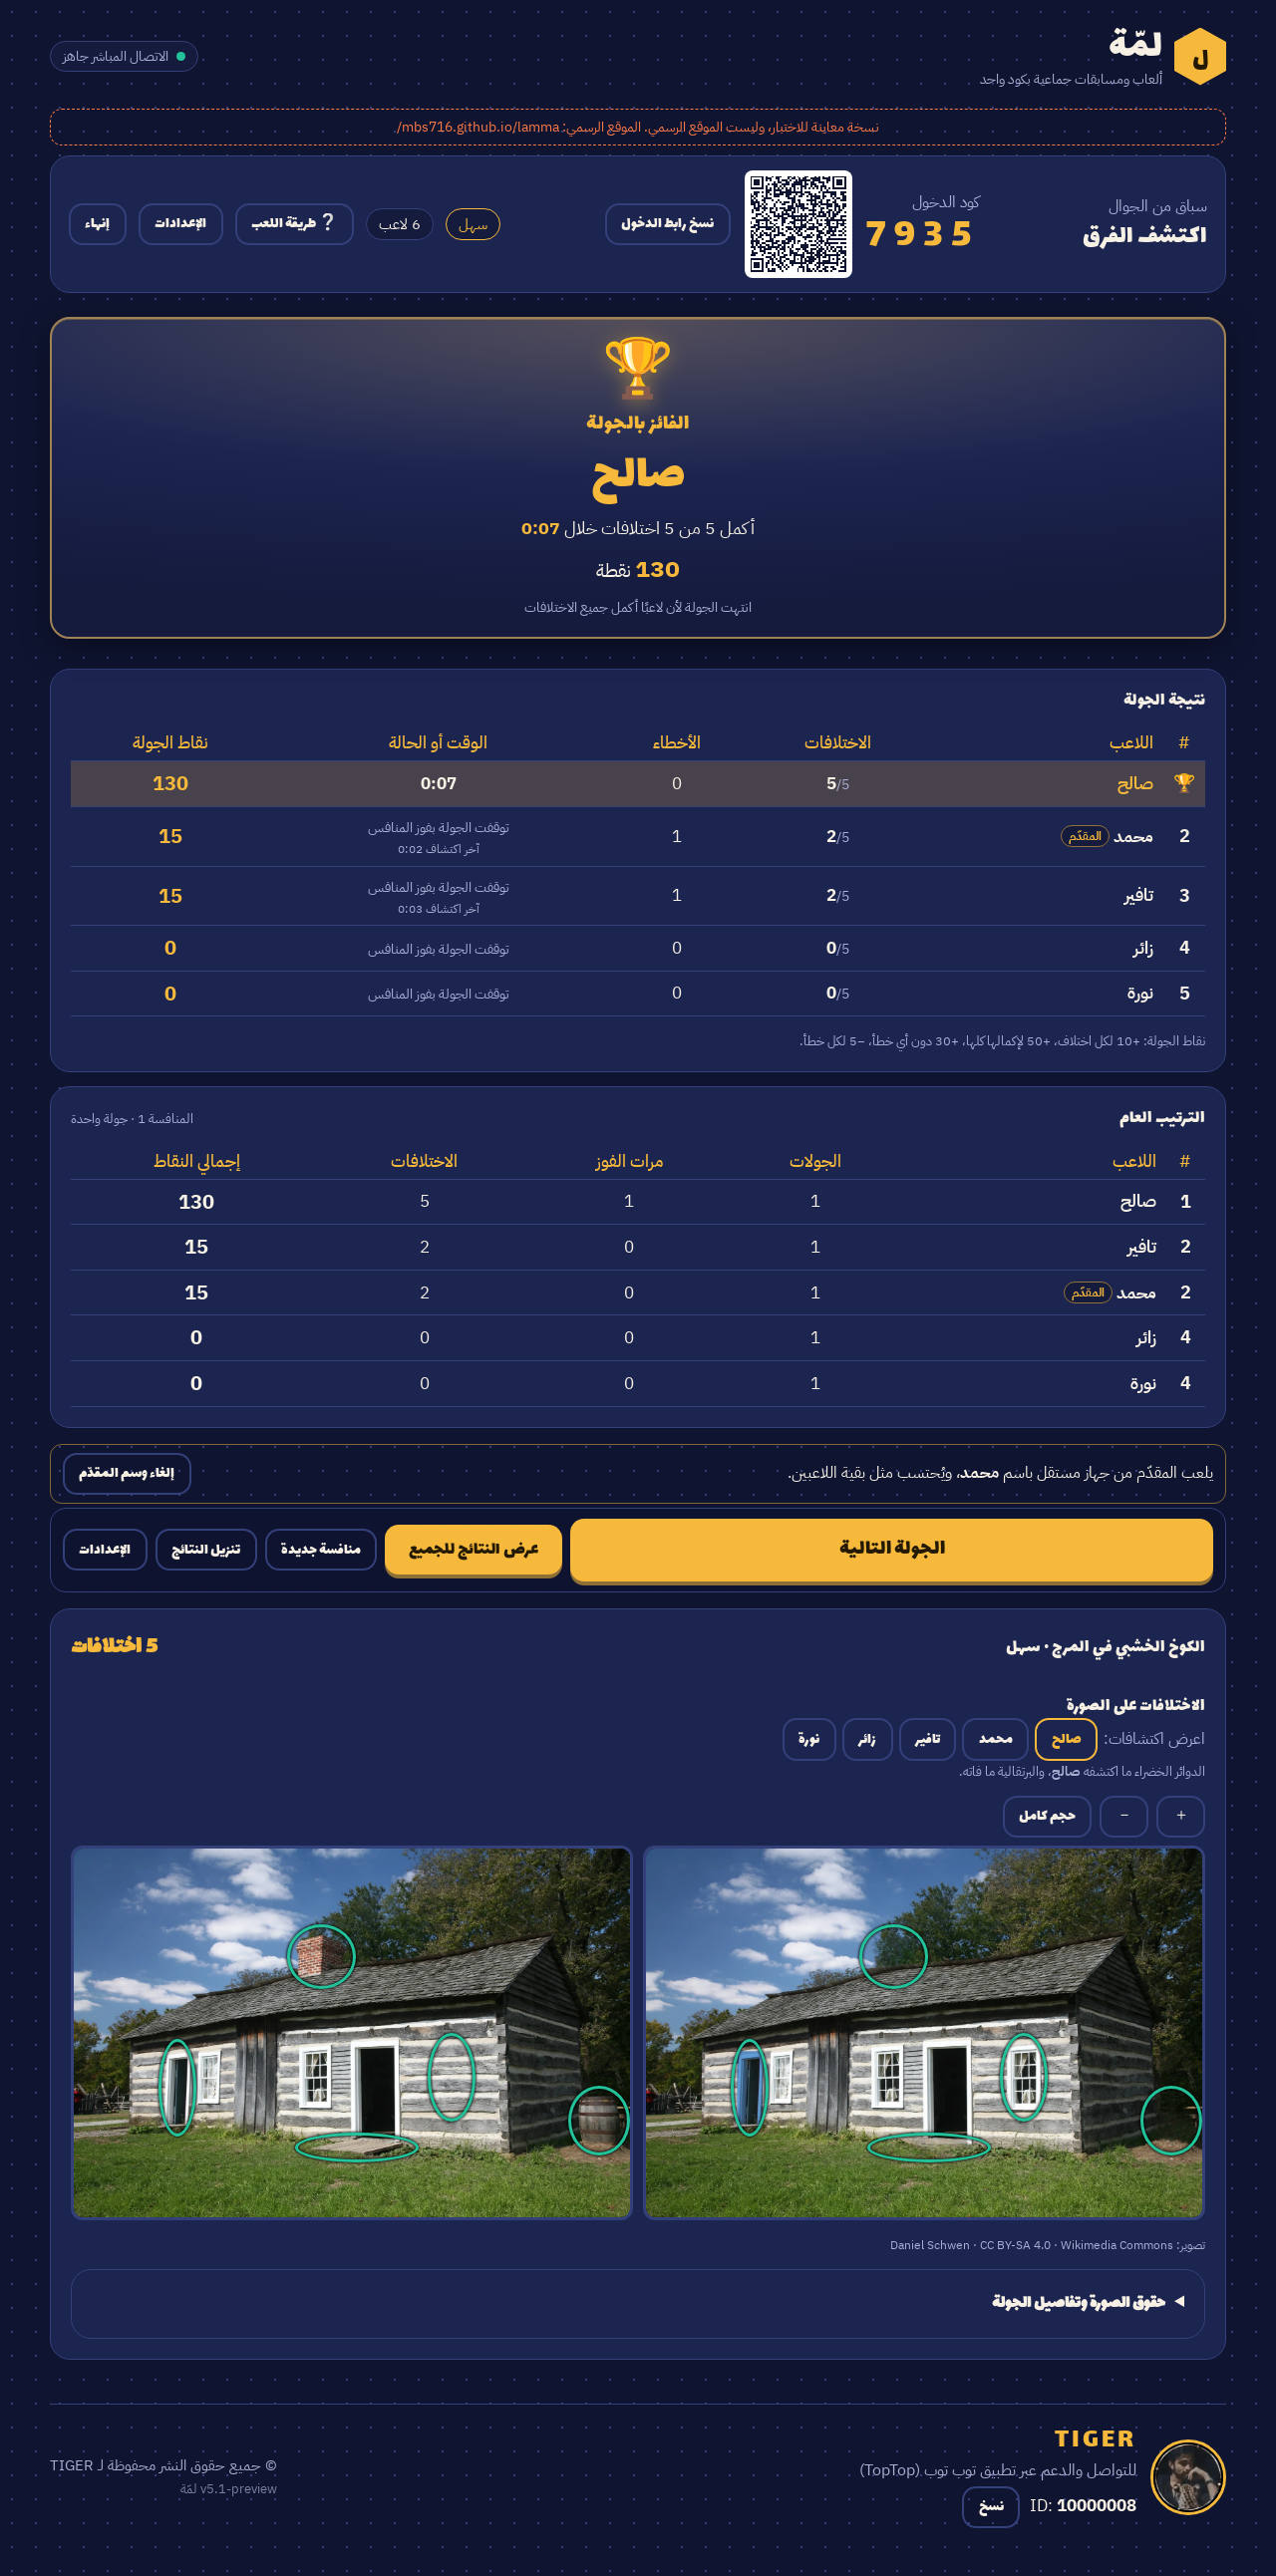 ل
لمّة
ألعاب ومسابقات جماعية بكود واحد
الاتصال المباشر جاهز
نسخة معاينة للاختبار، وليست الموقع الرسمي. الموقع الرسمي: mbs716.github.io/lamma/
سباق من الجوال
اكتشف الفرق
كود الدخول
7935
نسخ رابط الدخول
سهل
6 لاعب
❔ طريقة اللعب
الإعدادات
إنهاء
الفائز بالجولة
صالح
أكمل 5 من 5 اختلافات خلال 0:07
130 نقطة
انتهت الجولة لأن لاعبًا أكمل جميع الاختلافات
نتيجة الجولة
# اللاعب الاختلافات الأخطاء الوقت أو الحالة نقاط الجولة
🏆 صالح 5/5 0 0:07 130
2 محمد المقدّم 2/5 1 توقفت الجولة بفوز المنافس 15
آخر اكتشاف 0:02
3 تافير 2/5 1 توقفت الجولة بفوز المنافس 15
آخر اكتشاف 0:03
4 زائر 0/5 0 توقفت الجولة بفوز المنافس 0
5 نورة 0/5 0 توقفت الجولة بفوز المنافس 0
نقاط الجولة: +10 لكل اختلاف، +50 لإكمالها كلها، +30 دون أي خطأ، −5 لكل خطأ.
الترتيب العام
المنافسة 1 · جولة واحدة
# اللاعب الجولات مرات الفوز الاختلافات إجمالي النقاط
1 صالح 1 1 5 130
2 تافير 1 0 2 15
2 محمد المقدّم 1 0 2 15
4 زائر 1 0 0 0
4 نورة 1 0 0 0
يلعب المقدّم من جهاز مستقل باسم محمد، ويُحتسب مثل بقية اللاعبين.
إلغاء وسم المقدّم
الجولة التالية
عرض النتائج للجميع
منافسة جديدة
تنزيل النتائج
الإعدادات
الكوخ الخشبي في المرج · سهل
5 اختلافات
الاختلافات على الصورة
اعرض اكتشافات: صالح محمد تافير زائر نورة
الدوائر الخضراء ما اكتشفه صالح، والبرتقالية ما فاته.
+ − حجم كامل
تصوير: Daniel Schwen · CC BY-SA 4.0 · Wikimedia Commons
◀ حقوق الصورة وتفاصيل الجولة
TIGER
للتواصل والدعم عبر تطبيق توب توب (TopTop)
ID: 10000008 نسخ
© جميع حقوق النشر محفوظة لـ TIGER
لمّة v5.1-preview